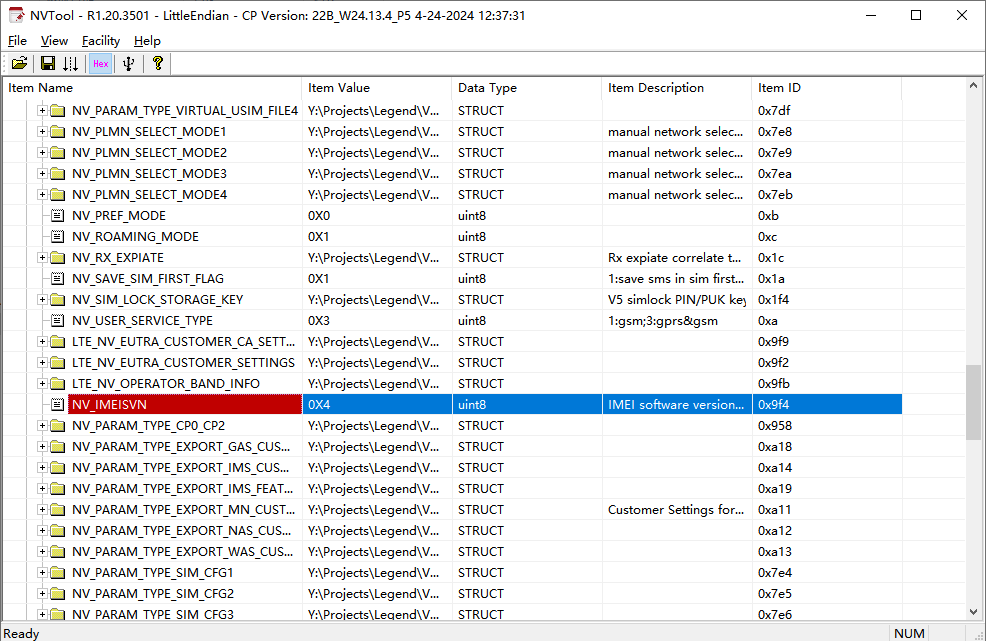 NVTool - R1.20.3501 - LittleEndian - CP Version: 22B_W24.13.4_P5 4-24-2024 12:37:31
File View Facility Help
Hex
Item Name Item Value Data Type Item Description Item ID
NV_PARAM_TYPE_VIRTUAL_USIM_FILE4 Y:\Projects\Legend\V... STRUCT 0x7df
NV_PLMN_SELECT_MODE1 Y:\Projects\Legend\V... STRUCT manual network selec... 0x7e8
NV_PLMN_SELECT_MODE2 Y:\Projects\Legend\V... STRUCT manual network selec... 0x7e9
NV_PLMN_SELECT_MODE3 Y:\Projects\Legend\V... STRUCT manual network selec... 0x7ea
NV_PLMN_SELECT_MODE4 Y:\Projects\Legend\V... STRUCT manual network selec... 0x7eb
NV_PREF_MODE 0X0 uint8 0xb
NV_ROAMING_MODE 0X1 uint8 0xc
NV_RX_EXPIATE Y:\Projects\Legend\V... STRUCT Rx expiate correlate t... 0x1c
NV_SAVE_SIM_FIRST_FLAG 0X1 uint8 1:save sms in sim first... 0x1a
NV_SIM_LOCK_STORAGE_KEY Y:\Projects\Legend\V... STRUCT V5 simlock PIN/PUK key 0x1f4
NV_USER_SERVICE_TYPE 0X3 uint8 1:gsm;3:gprs&gsm 0xa
LTE_NV_EUTRA_CUSTOMER_CA_SETT... Y:\Projects\Legend\V... STRUCT 0x9f9
LTE_NV_EUTRA_CUSTOMER_SETTINGS Y:\Projects\Legend\V... STRUCT 0x9f2
LTE_NV_OPERATOR_BAND_INFO Y:\Projects\Legend\V... STRUCT 0x9fb
NV_IMEISVN 0X4 uint8 IMEI software version... 0x9f4
NV_PARAM_TYPE_CP0_CP2 Y:\Projects\Legend\V... STRUCT 0x958
NV_PARAM_TYPE_EXPORT_GAS_CUS... Y:\Projects\Legend\V... STRUCT 0xa18
NV_PARAM_TYPE_EXPORT_IMS_CUS... Y:\Projects\Legend\V... STRUCT 0xa14
NV_PARAM_TYPE_EXPORT_IMS_FEAT... Y:\Projects\Legend\V... STRUCT 0xa19
NV_PARAM_TYPE_EXPORT_MN_CUST... Y:\Projects\Legend\V... STRUCT Customer Settings for... 0xa11
NV_PARAM_TYPE_EXPORT_NAS_CUS... Y:\Projects\Legend\V... STRUCT 0xa12
NV_PARAM_TYPE_EXPORT_WAS_CUS... Y:\Projects\Legend\V... STRUCT 0xa13
NV_PARAM_TYPE_SIM_CFG1 Y:\Projects\Legend\V... STRUCT 0x7e4
NV_PARAM_TYPE_SIM_CFG2 Y:\Projects\Legend\V... STRUCT 0x7e5
NV_PARAM_TYPE_SIM_CFG3 Y:\Projects\Legend\V... STRUCT 0x7e6
Ready NUM